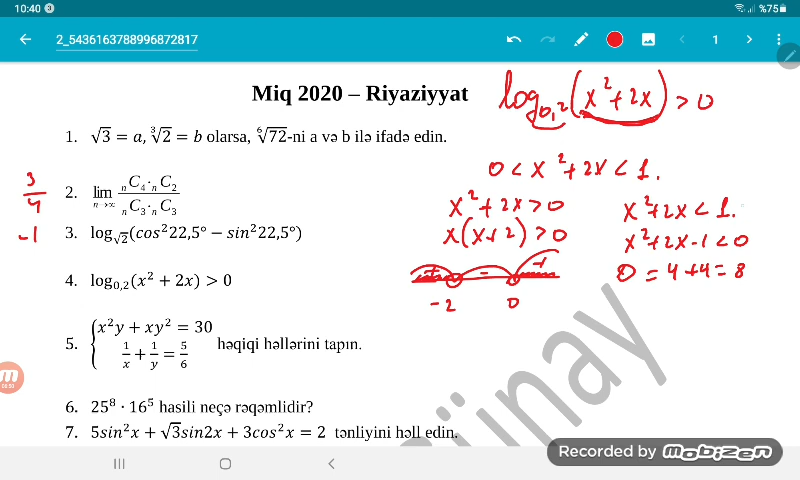 10:40 3 %75
2_5436163788996872817 1
Miq 2020 – Riyaziyyat
log₀,₂(x²+2x) > 0
1. √3 = a, ∛2 = b olarsa, ⁶√72-ni a və b ilə ifadə edin.
0 < x²+2x < 1.
3/4
2. lim n→∞ (ₙC₄·ₙC₂)/(ₙC₃·ₙC₃)
x²+2x>0
x²+2x<1.
-1
3. log√2(cos²22,5° − sin²22,5°)
x(x+2)>0
x²+2x-1<0
4. log₀,₂(x² + 2x) > 0
+ - +
-2 0
D = 4+4=8
5. { x²y + xy² = 30
1/x + 1/y = 5/6 həqiqi həllərini tapın.
6. 25⁸ · 16⁵ hasili neçə rəqəmlidir?
7. 5sin²x + √3sin2x + 3cos²x = 2 tənliyini həll edin.
günay
Recorded by mobizen